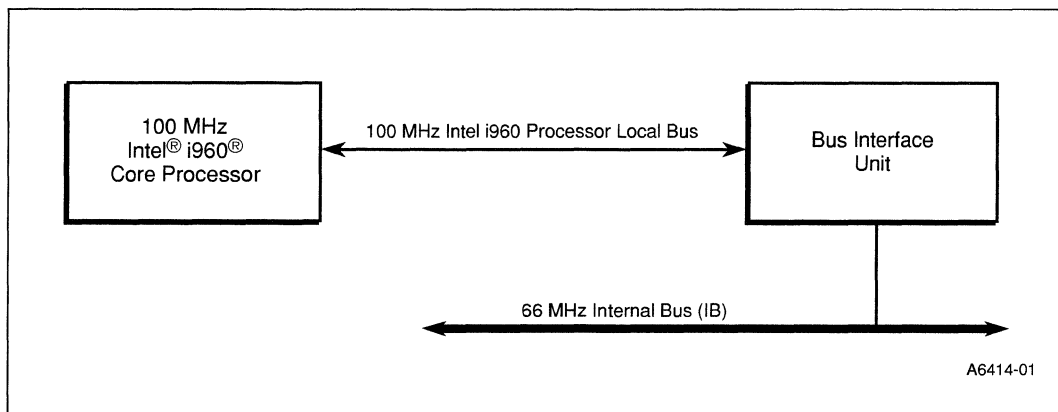 100 MHz
Intel® i960®
Core Processor
100 MHz Intel i960 Processor Local Bus
Bus Interface
Unit
66 MHz Internal Bus (IB)
A6414-01